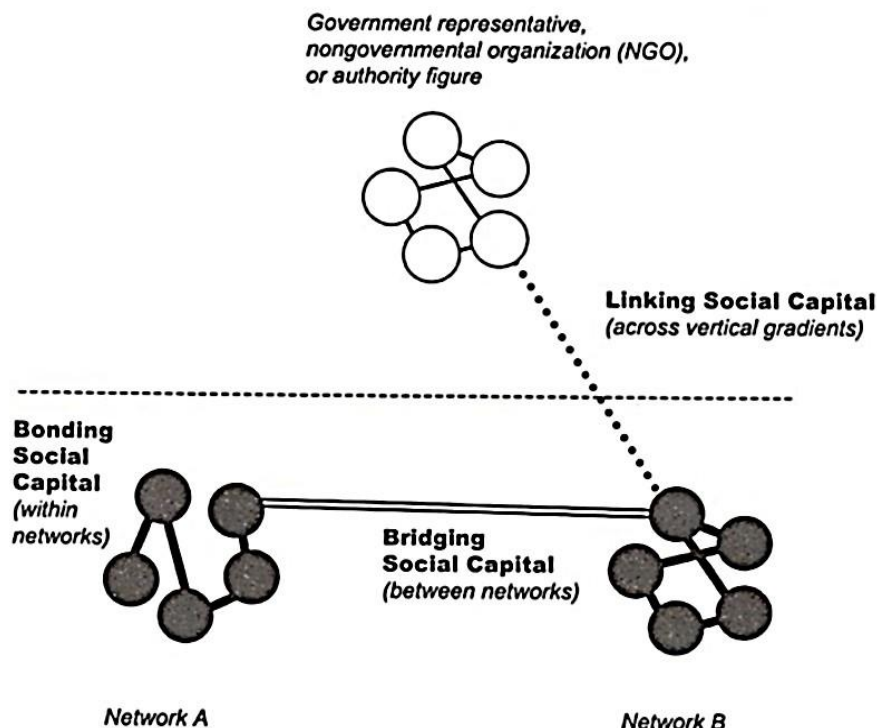 Government representative,
nongovernmental organization (NGO),
or authority figure
Linking Social Capital
(across vertical gradients)
Bonding
Social
Capital
(within
networks)
Bridging
Social Capital
(between networks)
Network A
Network B